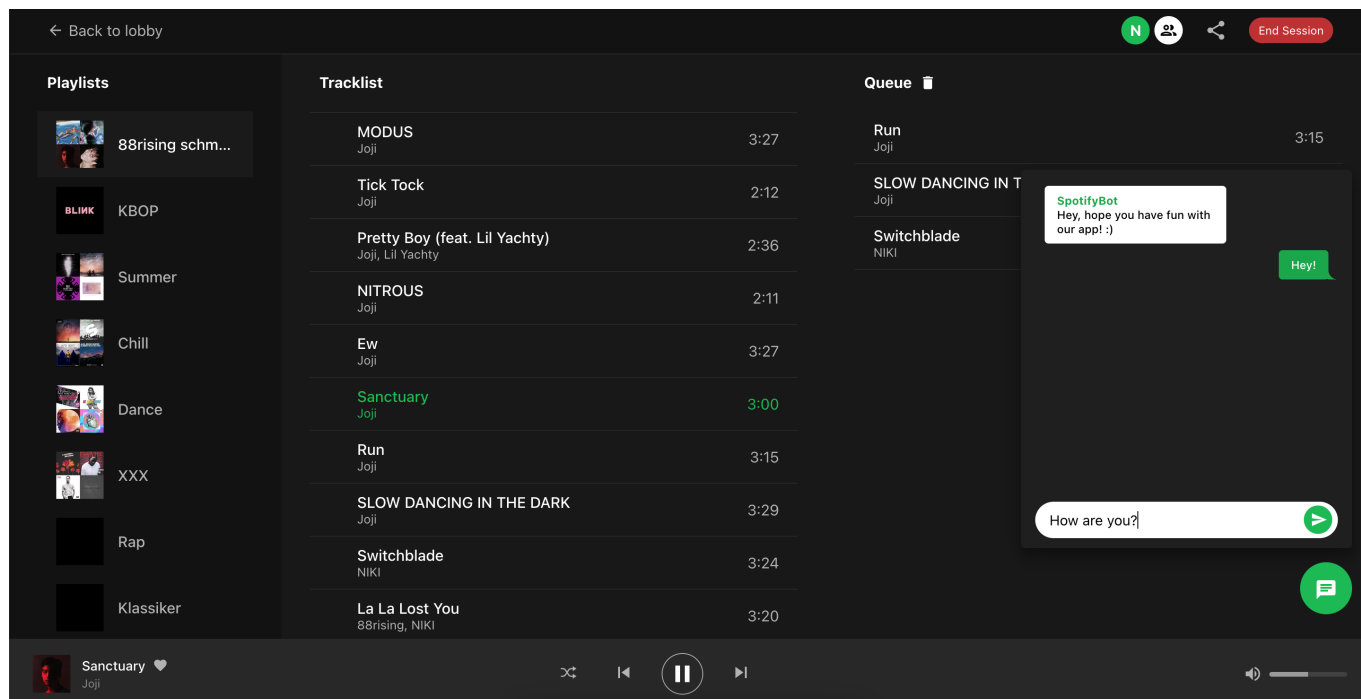 Back to lobby
N
End Session
Playlists
88rising schm...
BLIИK
KBOP
Summer
Chill
Dance
XXX
Rap
Klassiker
Tracklist
MODUS
Joji
3:27
Tick Tock
Joji
2:12
Pretty Boy (feat. Lil Yachty)
Joji, Lil Yachty
2:36
NITROUS
Joji
2:11
Ew
Joji
3:27
Sanctuary
Joji
3:00
Run
Joji
3:15
SLOW DANCING IN THE DARK
Joji
3:29
Switchblade
NIKI
3:24
La La Lost You
88rising, NIKI
3:20
Queue
Run
Joji
3:15
SLOW DANCING IN T
Joji
Switchblade
NIKI
SpotifyBot
Hey, hope you have fun with
our app! :)
Hey!
How are you?
Sanctuary
Joji